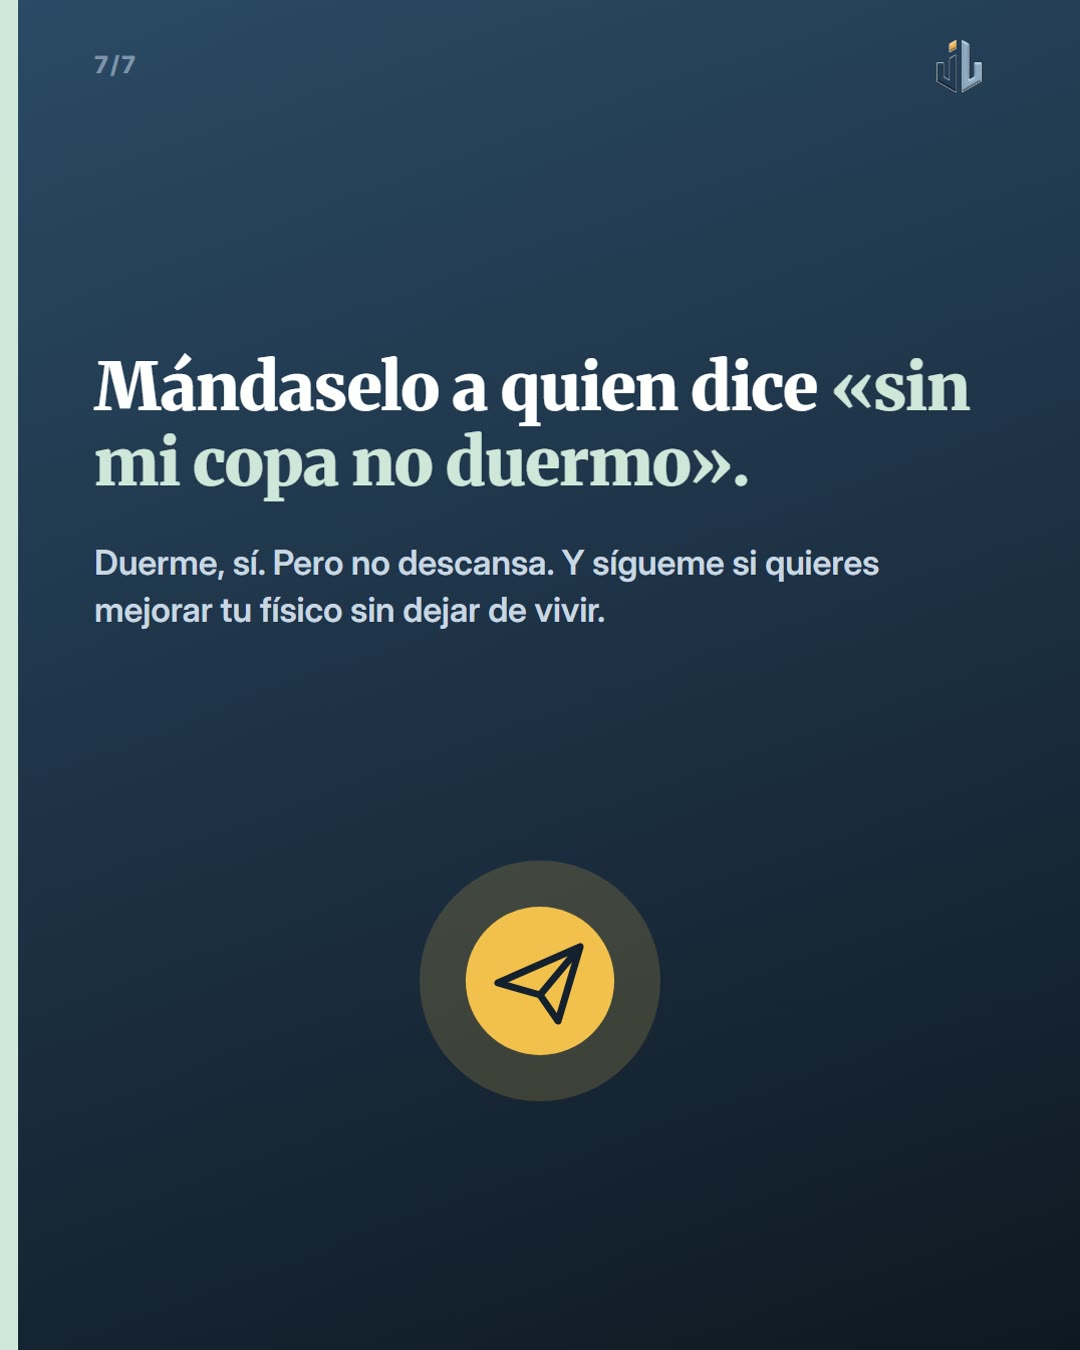 7/7
Mándaselo a quien dice «sin
mi copa no duermo».
Duerme, sí. Pero no descansa. Y sígueme si quieres
mejorar tu físico sin dejar de vivir.